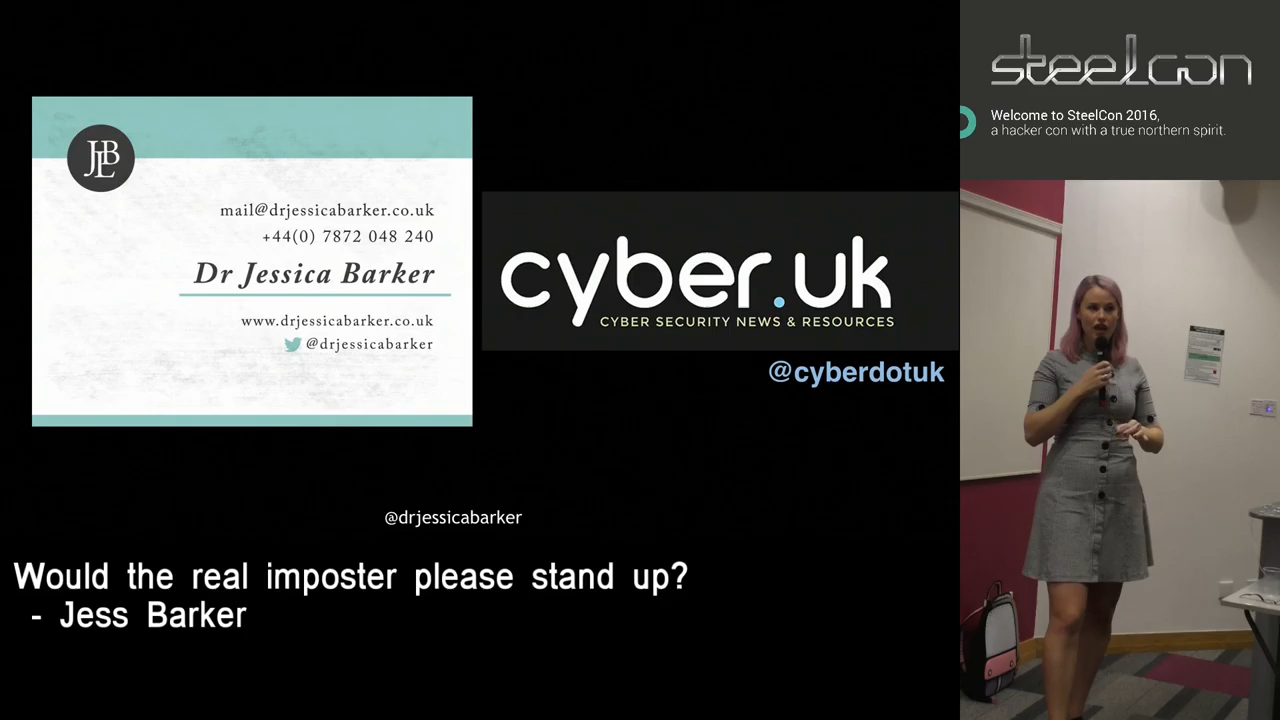 steelcon
Welcome to SteelCon 2016,
a hacker con with a true northern spirit.
JLB
mail@drjessicabarker.co.uk
+44(0) 7872 048 240
Dr Jessica Barker
www.drjessicabarker.co.uk
@drjessicabarker
cyber.uk
CYBER SECURITY NEWS & RESOURCES
@cyberdotuk
@drjessicabarker
Would the real imposter please stand up?
- Jess Barker